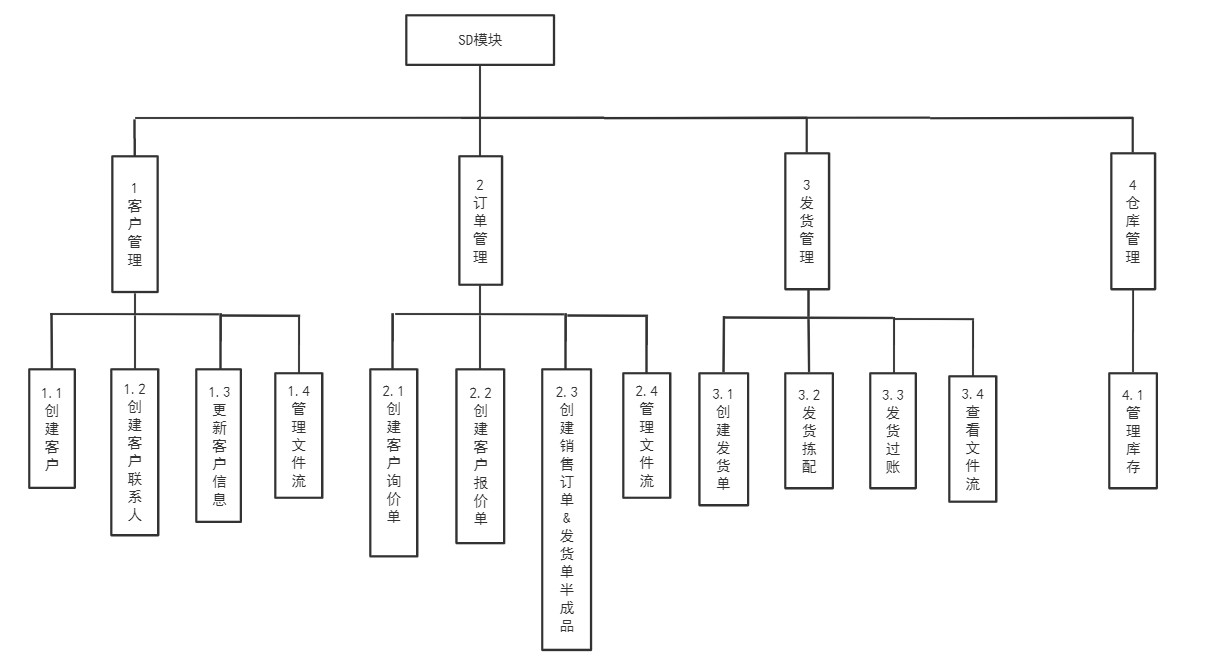 SD模块
1客户管理
2订单管理
3发货管理
4仓库管理
1.1创建客户
1.2创建客户联系人
1.3更新客户信息
1.4管理文件流
2.1创建客户询价单
2.2创建客户报价单
2.3创建销售订单&发货单半成品
2.4管理文件流
3.1创建发货单
3.2发货拣配
3.3发货过账
3.4查看文件流
4.1管理库存